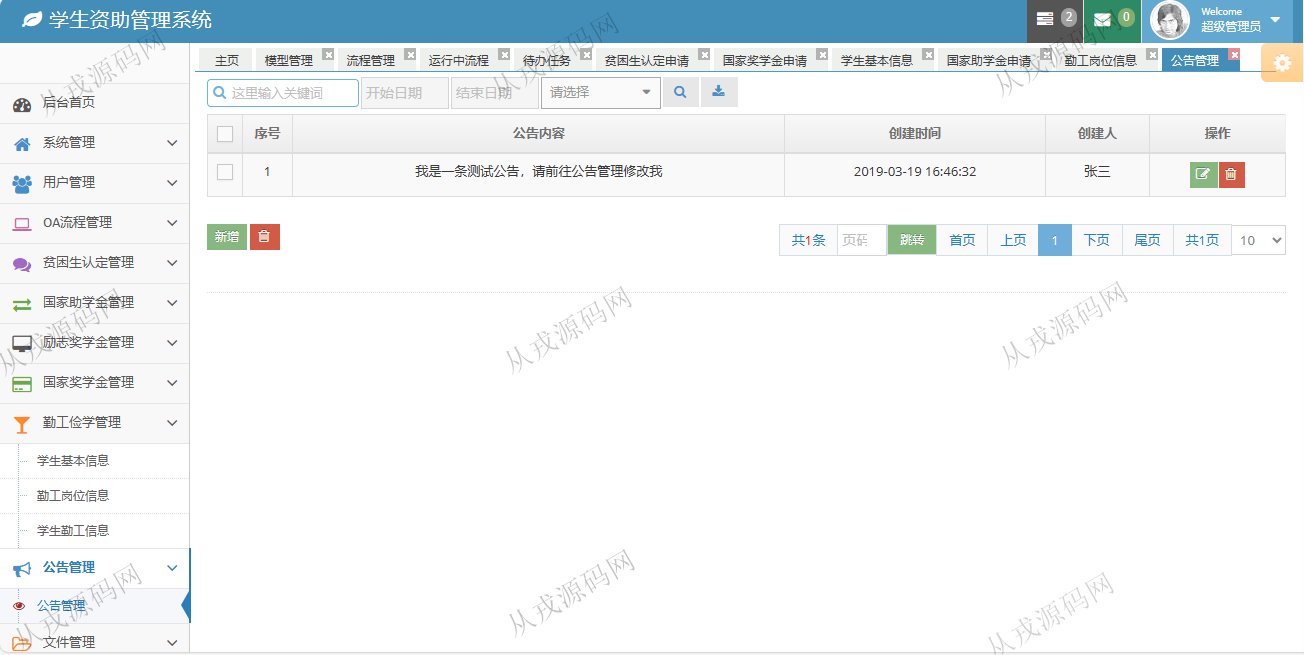 学生资助管理系统
2
0
Welcome
超级管理员
主页 模型管理 流程管理 运行中流程 待办任务 贫困生认定申请 国家奖学金申请 学生基本信息 国家助学金申请 勤工岗位信息 公告管理
这里输入关键词 开始日期 结束日期 请选择
序号 公告内容 创建时间 创建人 操作
1 我是一条测试公告，请前往公告管理修改我 2019-03-19 16:46:32 张三
新增
共1条 页码 跳转 首页 上页 1 下页 尾页 共1页 10
后台首页
系统管理
用户管理
OA流程管理
贫困生认定管理
国家助学金管理
励志奖学金管理
国家奖学金管理
勤工俭学管理
学生基本信息
勤工岗位信息
学生勤工信息
公告管理
公告管理
文件管理
从戎源码网
从戎源码网
从戎源码网
从戎源码网
从戎源码网
从戎源码网
从戎源码网
从戎源码网
从戎源码网